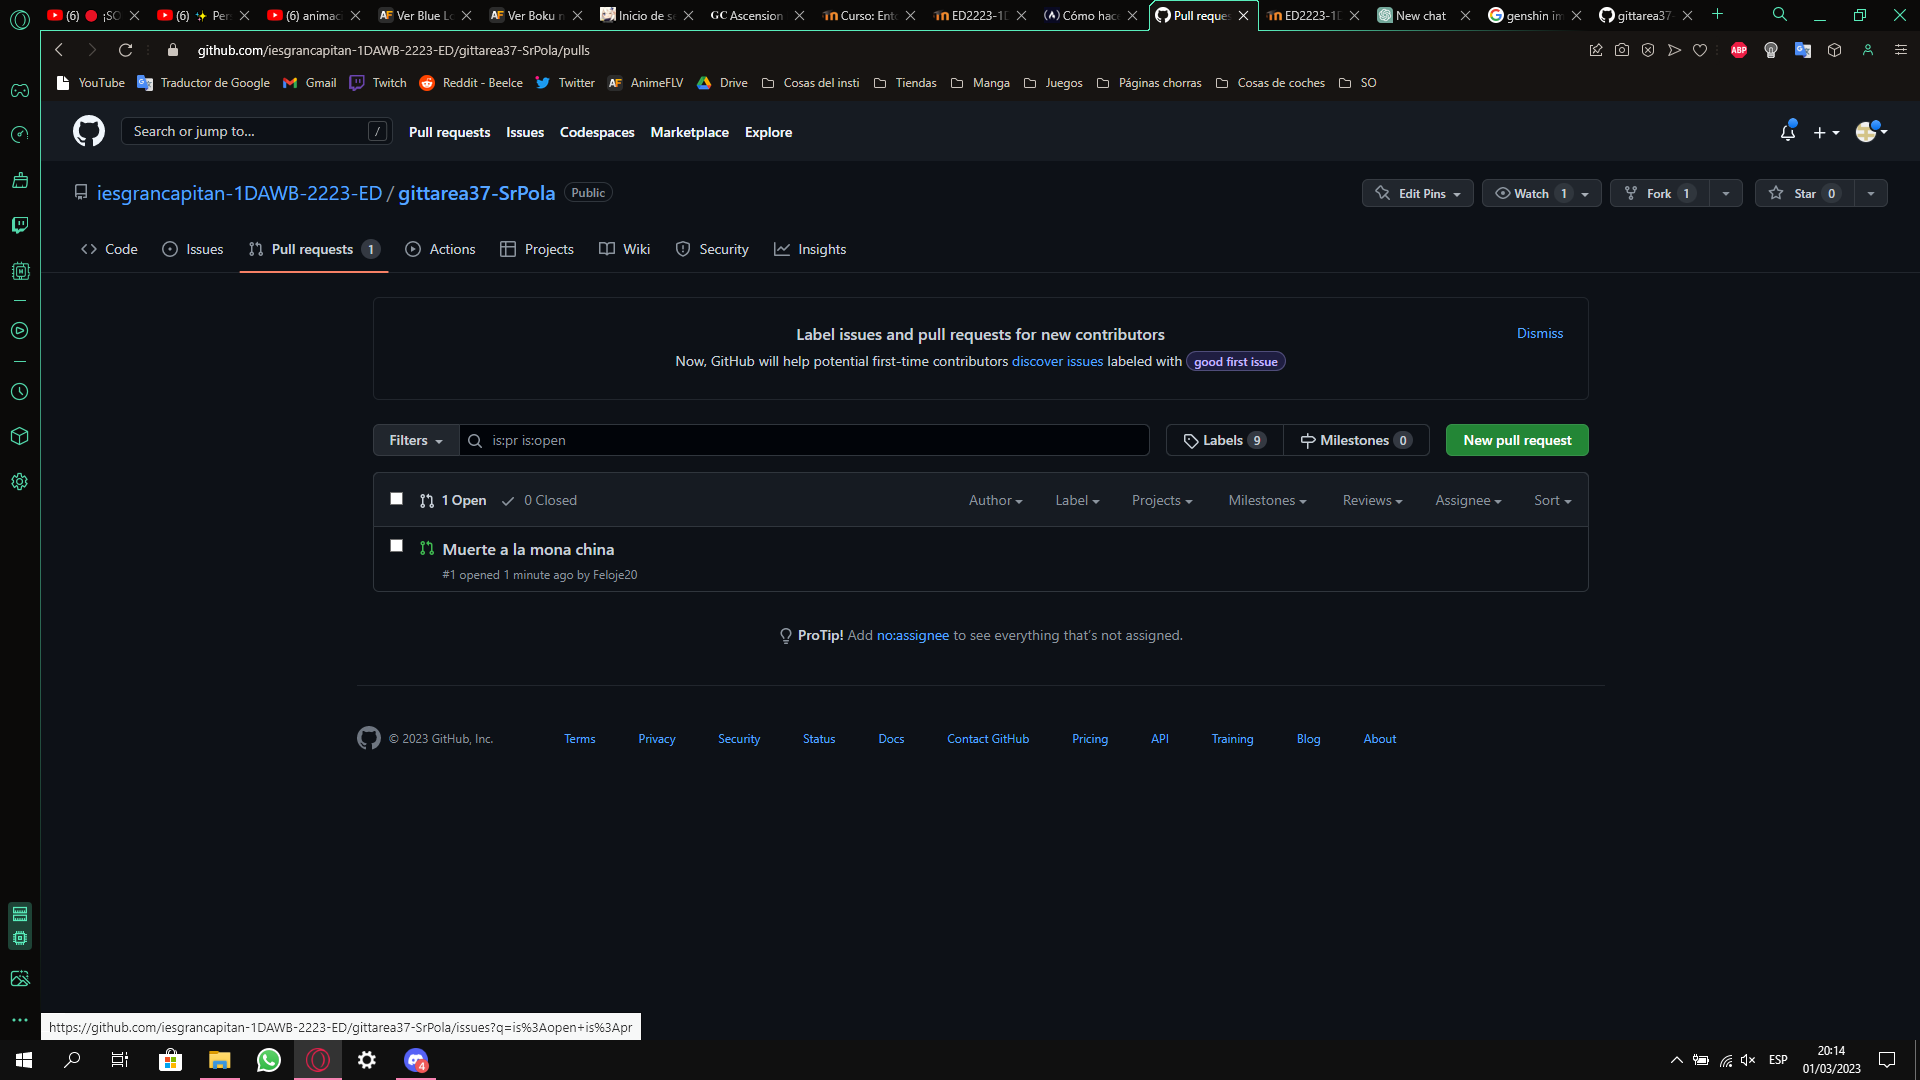 (6) 🔴 ¡SO
(6) ✨ Per
(6) animac
Ver Blue Lo
Ver Boku n
Inicio de se
Ascension
Curso: Ento
ED2223-1D
Cómo hace
Pull reques
ED2223-1D
New chat
genshin im
gittarea37-
github.com/iesgrancapitan-1DAWB-2223-ED/gittarea37-SrPola/pulls
YouTube
Traductor de Google
Gmail
Twitch
Reddit - Beelce
Twitter
AnimeFLV
Drive
Cosas del insti
Tiendas
Manga
Juegos
Páginas chorras
Cosas de coches
SO
Search or jump to...
/
Pull requests
Issues
Codespaces
Marketplace
Explore
iesgrancapitan-1DAWB-2223-ED / gittarea37-SrPola
Public
Edit Pins
Watch 1
Fork 1
Star 0
Code
Issues
Pull requests 1
Actions
Projects
Wiki
Security
Insights
Label issues and pull requests for new contributors
Dismiss
Now, GitHub will help potential first-time contributors discover issues labeled with good first issue
Filters
is:pr is:open
Labels 9
Milestones 0
New pull request
1 Open
0 Closed
Author
Label
Projects
Milestones
Reviews
Assignee
Sort
Muerte a la mona china
#1 opened 1 minute ago by Feloje20
ProTip! Add no:assignee to see everything that's not assigned.
© 2023 GitHub, Inc.
Terms
Privacy
Security
Status
Docs
Contact GitHub
Pricing
API
Training
Blog
About
https://github.com/iesgrancapitan-1DAWB-2223-ED/gittarea37-SrPola/issues?q=is%3Aopen+is%3Apr
4
ESP
20:14
01/03/2023